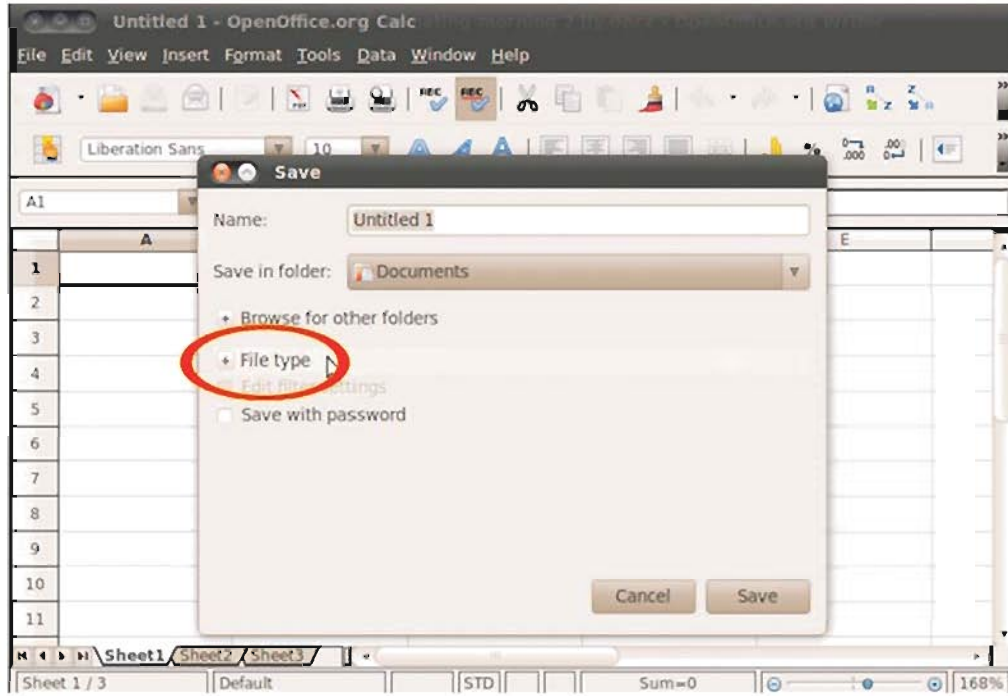 Untitled 1 - OpenOffice.org Calc
File Edit View Insert Format Tools Data Window Help
Liberation Sans 10
A1
Save
Name: Untitled 1
Save in folder: Documents
Browse for other folders
File type
Edit filter settings
Save with password
Cancel Save
A E
1
2
3
4
5
6
7
8
9
10
11
Sheet1 Sheet2 Sheet3
Sheet 1 / 3 Default STD Sum=0 168%